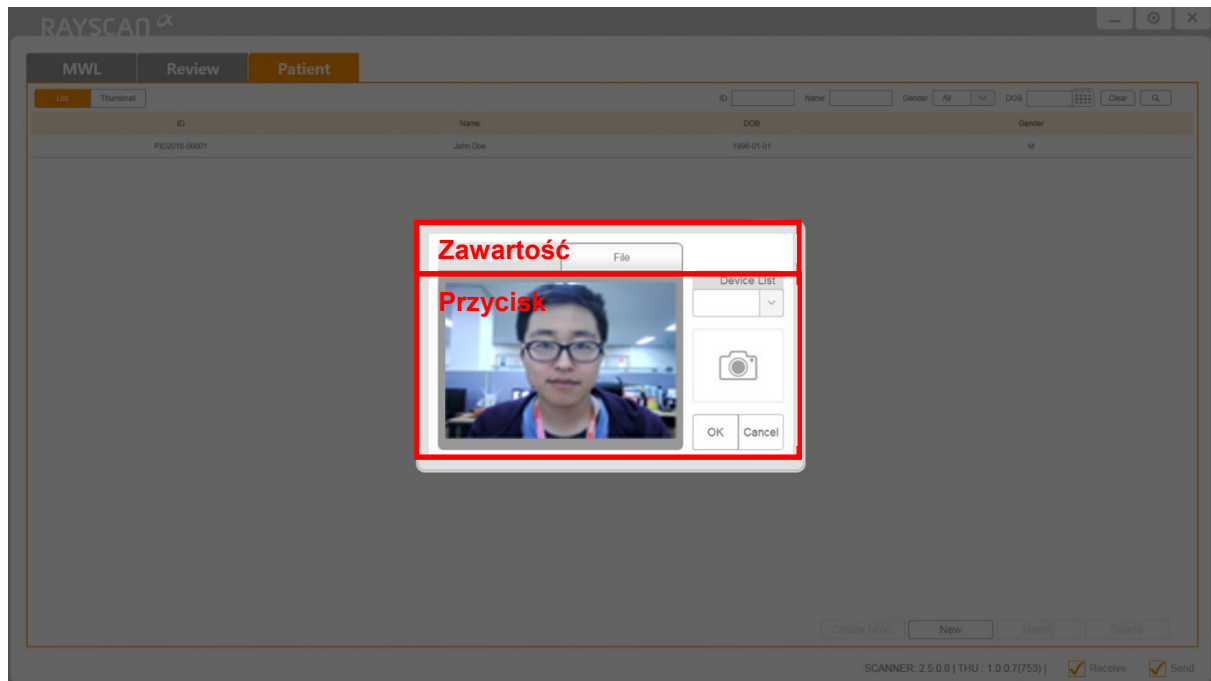 RAYSCAN α
MWL Review Patient
List Thumbnail ID Name Gender All DOB Clear
ID Name DOB Gender
PID2016-00001 John Doe 1996-01-01 M
Zawartość
File
Przycisk
Device List
OK Cancel
Create MWL New Modify Delete
SCANNER: 2.5.0.0 | THU : 1.0.0.7(753) | Receive Send